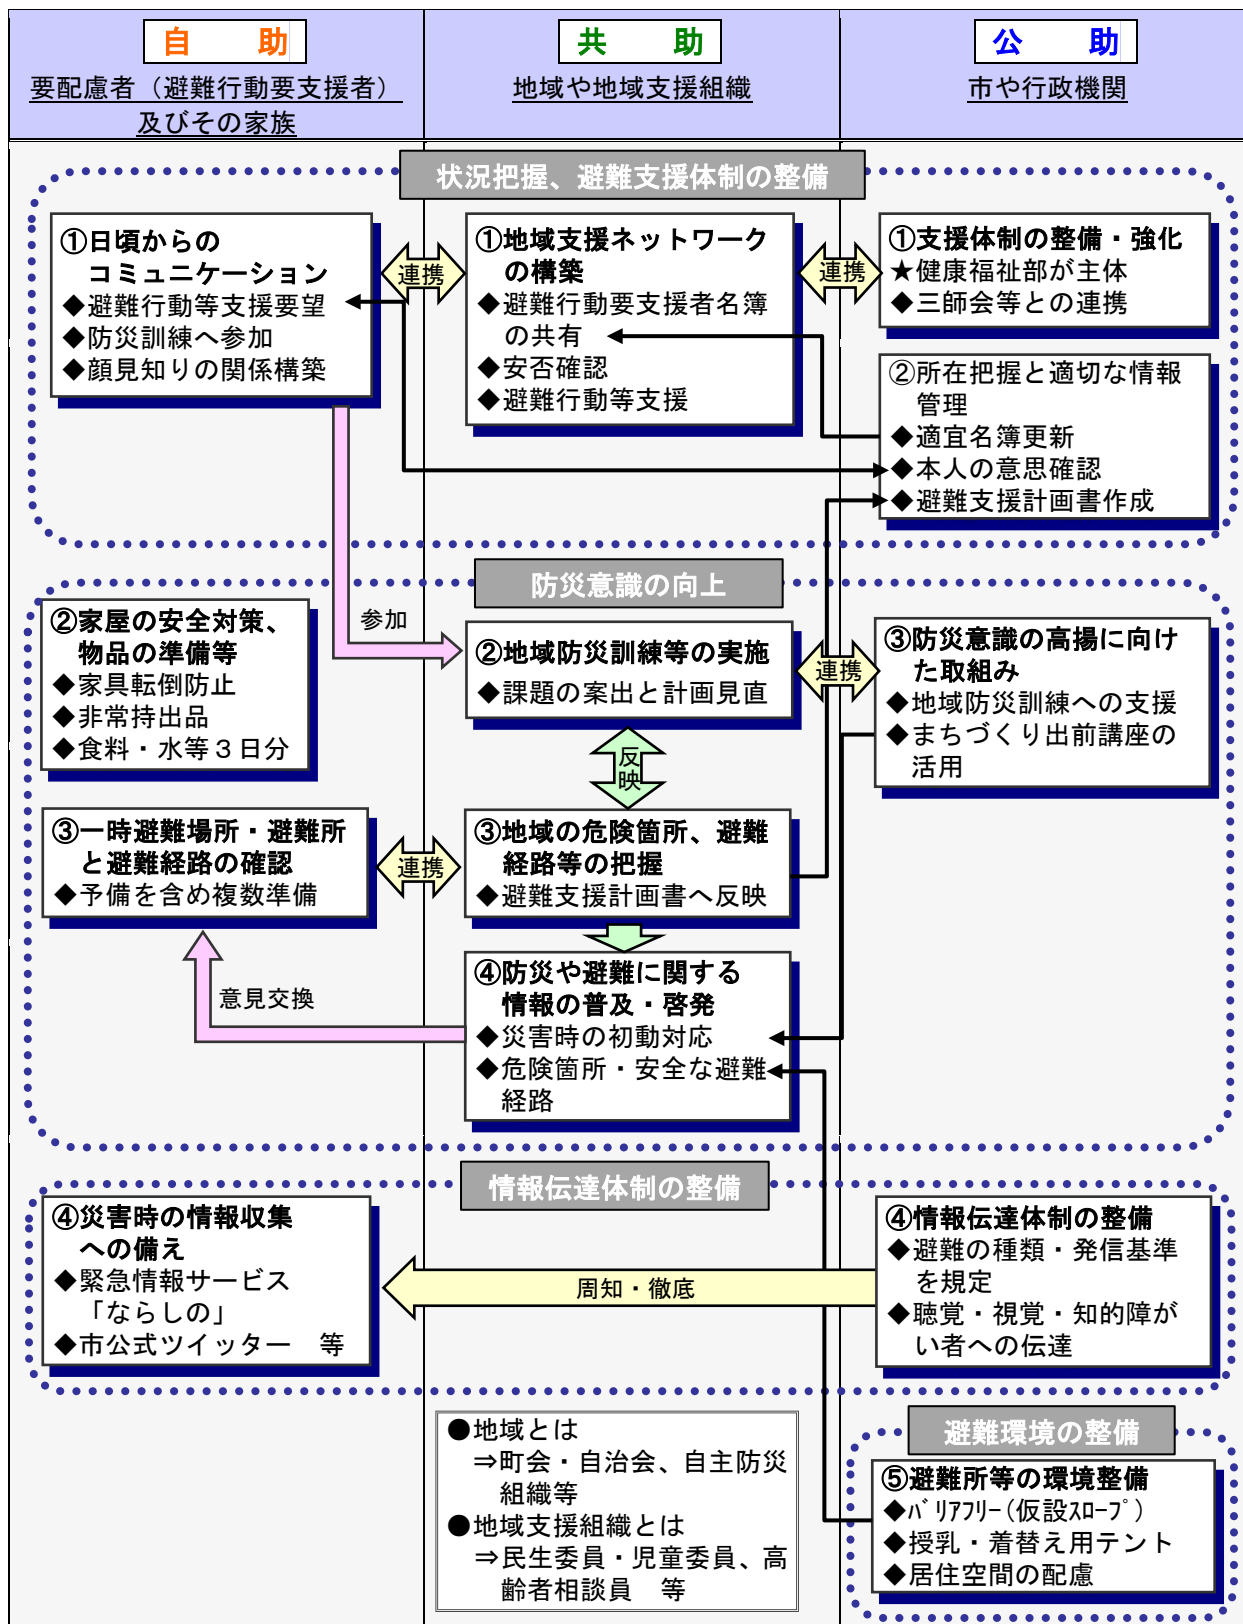 自　　助
要配慮者（避難行動要支援者）
及びその家族
共　　助
地域や地域支援組織
公　　助
市や行政機関
状況把握、避難支援体制の整備
①日頃からの
コミュニケーション
◆避難行動等支援要望
◆防災訓練へ参加
◆顔見知りの関係構築
連携
①地域支援ネットワーク
の構築
◆避難行動要支援者名簿
の共有
◆安否確認
◆避難行動等支援
連携
①支援体制の整備・強化
★健康福祉部が主体
◆三師会等との連携
②所在把握と適切な情報
管理
◆適宜名簿更新
◆本人の意思確認
◆避難支援計画書作成
防災意識の向上
②家屋の安全対策、
物品の準備等
◆家具転倒防止
◆非常持出品
◆食料・水等３日分
参加
②地域防災訓練等の実施
◆課題の案出と計画見直
連携
③防災意識の高揚に向け
た取組み
◆地域防災訓練への支援
◆まちづくり出前講座の
活用
反
映
③一時避難場所・避難所
と避難経路の確認
◆予備を含め複数準備
連携
③地域の危険箇所、避難
経路等の把握
◆避難支援計画書へ反映
意見交換
④防災や避難に関する
情報の普及・啓発
◆災害時の初動対応
◆危険箇所・安全な避難
経路
情報伝達体制の整備
④災害時の情報収集
への備え
◆緊急情報サービス
「ならしの」
◆市公式ツイッター　等
周知・徹底
④情報伝達体制の整備
◆避難の種類・発信基準
を規定
◆聴覚・視覚・知的障が
い者への伝達
●地域とは
⇒町会・自治会、自主防災
組織等
●地域支援組織とは
⇒民生委員・児童委員、高
齢者相談員　等
避難環境の整備
⑤避難所等の環境整備
◆ﾊﾞﾘｱﾌﾘｰ(仮設ｽﾛｰﾌﾟ)
◆授乳・着替え用テント
◆居住空間の配慮